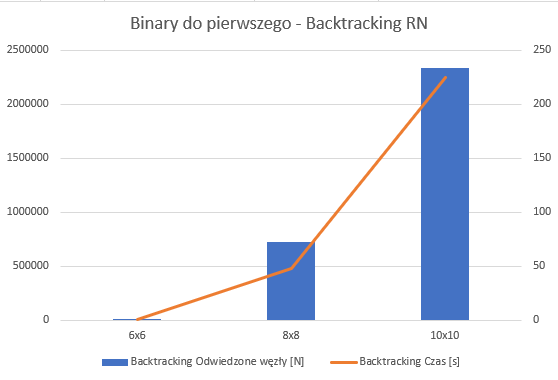 Binary do pierwszego - Backtracking RN
2500000 250
2000000 200
1500000 150
1000000 100
500000 50
0 0
6x6 8x8 10x10
Backtracking Odwiedzone węzły [N] Backtracking Czas [s]